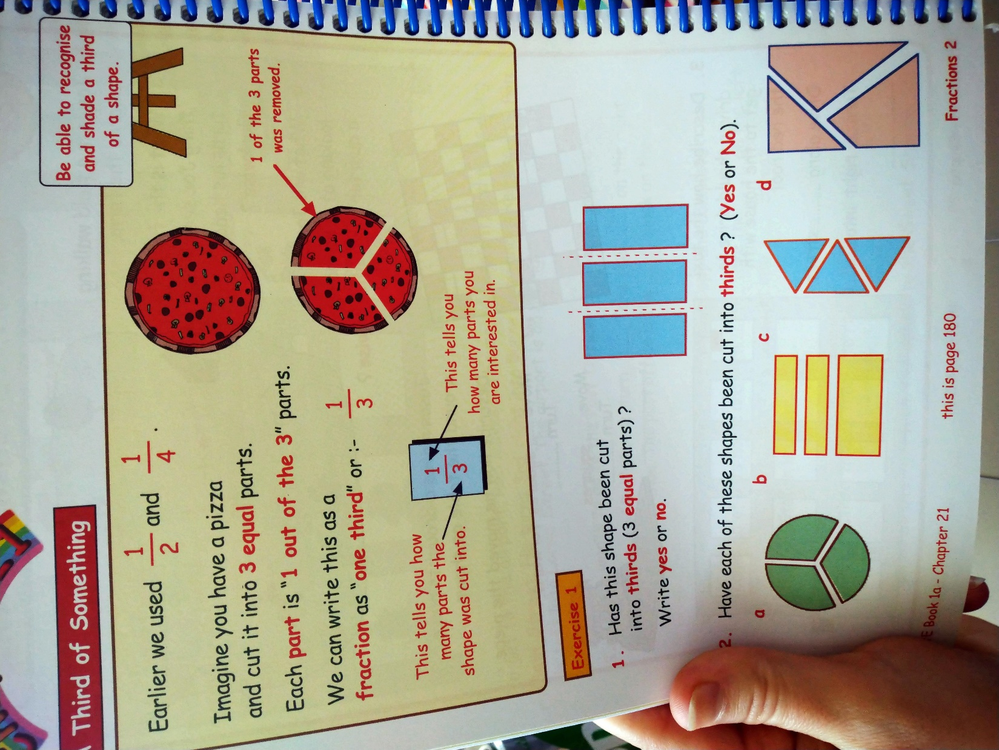 Third of Something
Be able to recognise
and shade a third
of a shape.
Earlier we used 1/2 and 1/4 .
Imagine you have a pizza
and cut it into 3 equal parts.
Each part is "1 out of the 3" parts.
1 of the 3 parts
was removed.
We can write this as a
fraction as "one third" or :- 1/3
This tells you how
many parts the
shape was cut into.
1/3
This tells you
how many parts you
are interested in.
Exercise 1
1. Has this shape been cut
into thirds (3 equal parts) ?
Write yes or no.
2. Have each of these shapes been cut into thirds ? (Yes or No).
a b c d
Book 1a - Chapter 21
this is page 180
Fractions 2